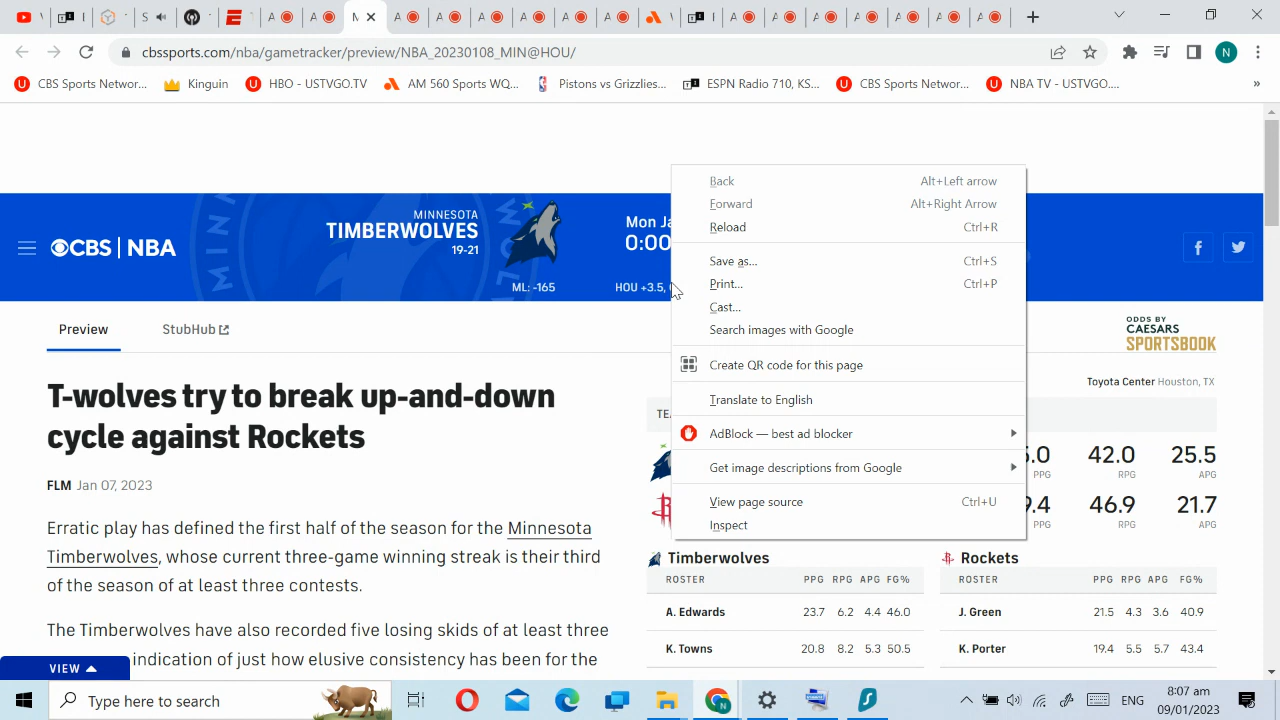 M
cbssports.com/nba/gametracker/preview/NBA_20230108_MIN@HOU/
N
CBS Sports Network...
Kinguin
HBO - USTVGO.TV
AM 560 Sports WQ...
Pistons vs Grizzlies...
ESPN Radio 710, KS...
CBS Sports Network...
NBA TV - USTVGO....
»
CBS | NBA
MINNESOTA
TIMBERWOLVES
19-21
ML: -165
Mon Ja
0:00
HOU +3.5,
Back Alt+Left arrow
Forward Alt+Right Arrow
Reload Ctrl+R
Save as... Ctrl+S
Print... Ctrl+P
Cast...
Search images with Google
Create QR code for this page
Translate to English
AdBlock — best ad blocker
Get image descriptions from Google
View page source Ctrl+U
Inspect
Preview
StubHub
ODDS BY
CAESARS
SPORTSBOOK
T-wolves try to break up-and-down
cycle against Rockets
FLM Jan 07, 2023
Erratic play has defined the first half of the season for the Minnesota
Timberwolves, whose current three-game winning streak is their third
of the season of at least three contests.
The Timberwolves have also recorded five losing skids of at least three
indication of just how elusive consistency has been for the
VIEW
Toyota Center Houston, TX
TE
5.0 42.0 25.5
PPG RPG APG
9.4 46.9 21.7
PPG RPG APG
Timberwolves
ROSTER PPG RPG APG FG%
A. Edwards 23.7 6.2 4.4 46.0
K. Towns 20.8 8.2 5.3 50.5
Rockets
ROSTER PPG RPG APG FG%
J. Green 21.5 4.3 3.6 40.9
K. Porter 19.4 5.5 5.7 43.4
Type here to search
ENG
8:07 am
09/01/2023